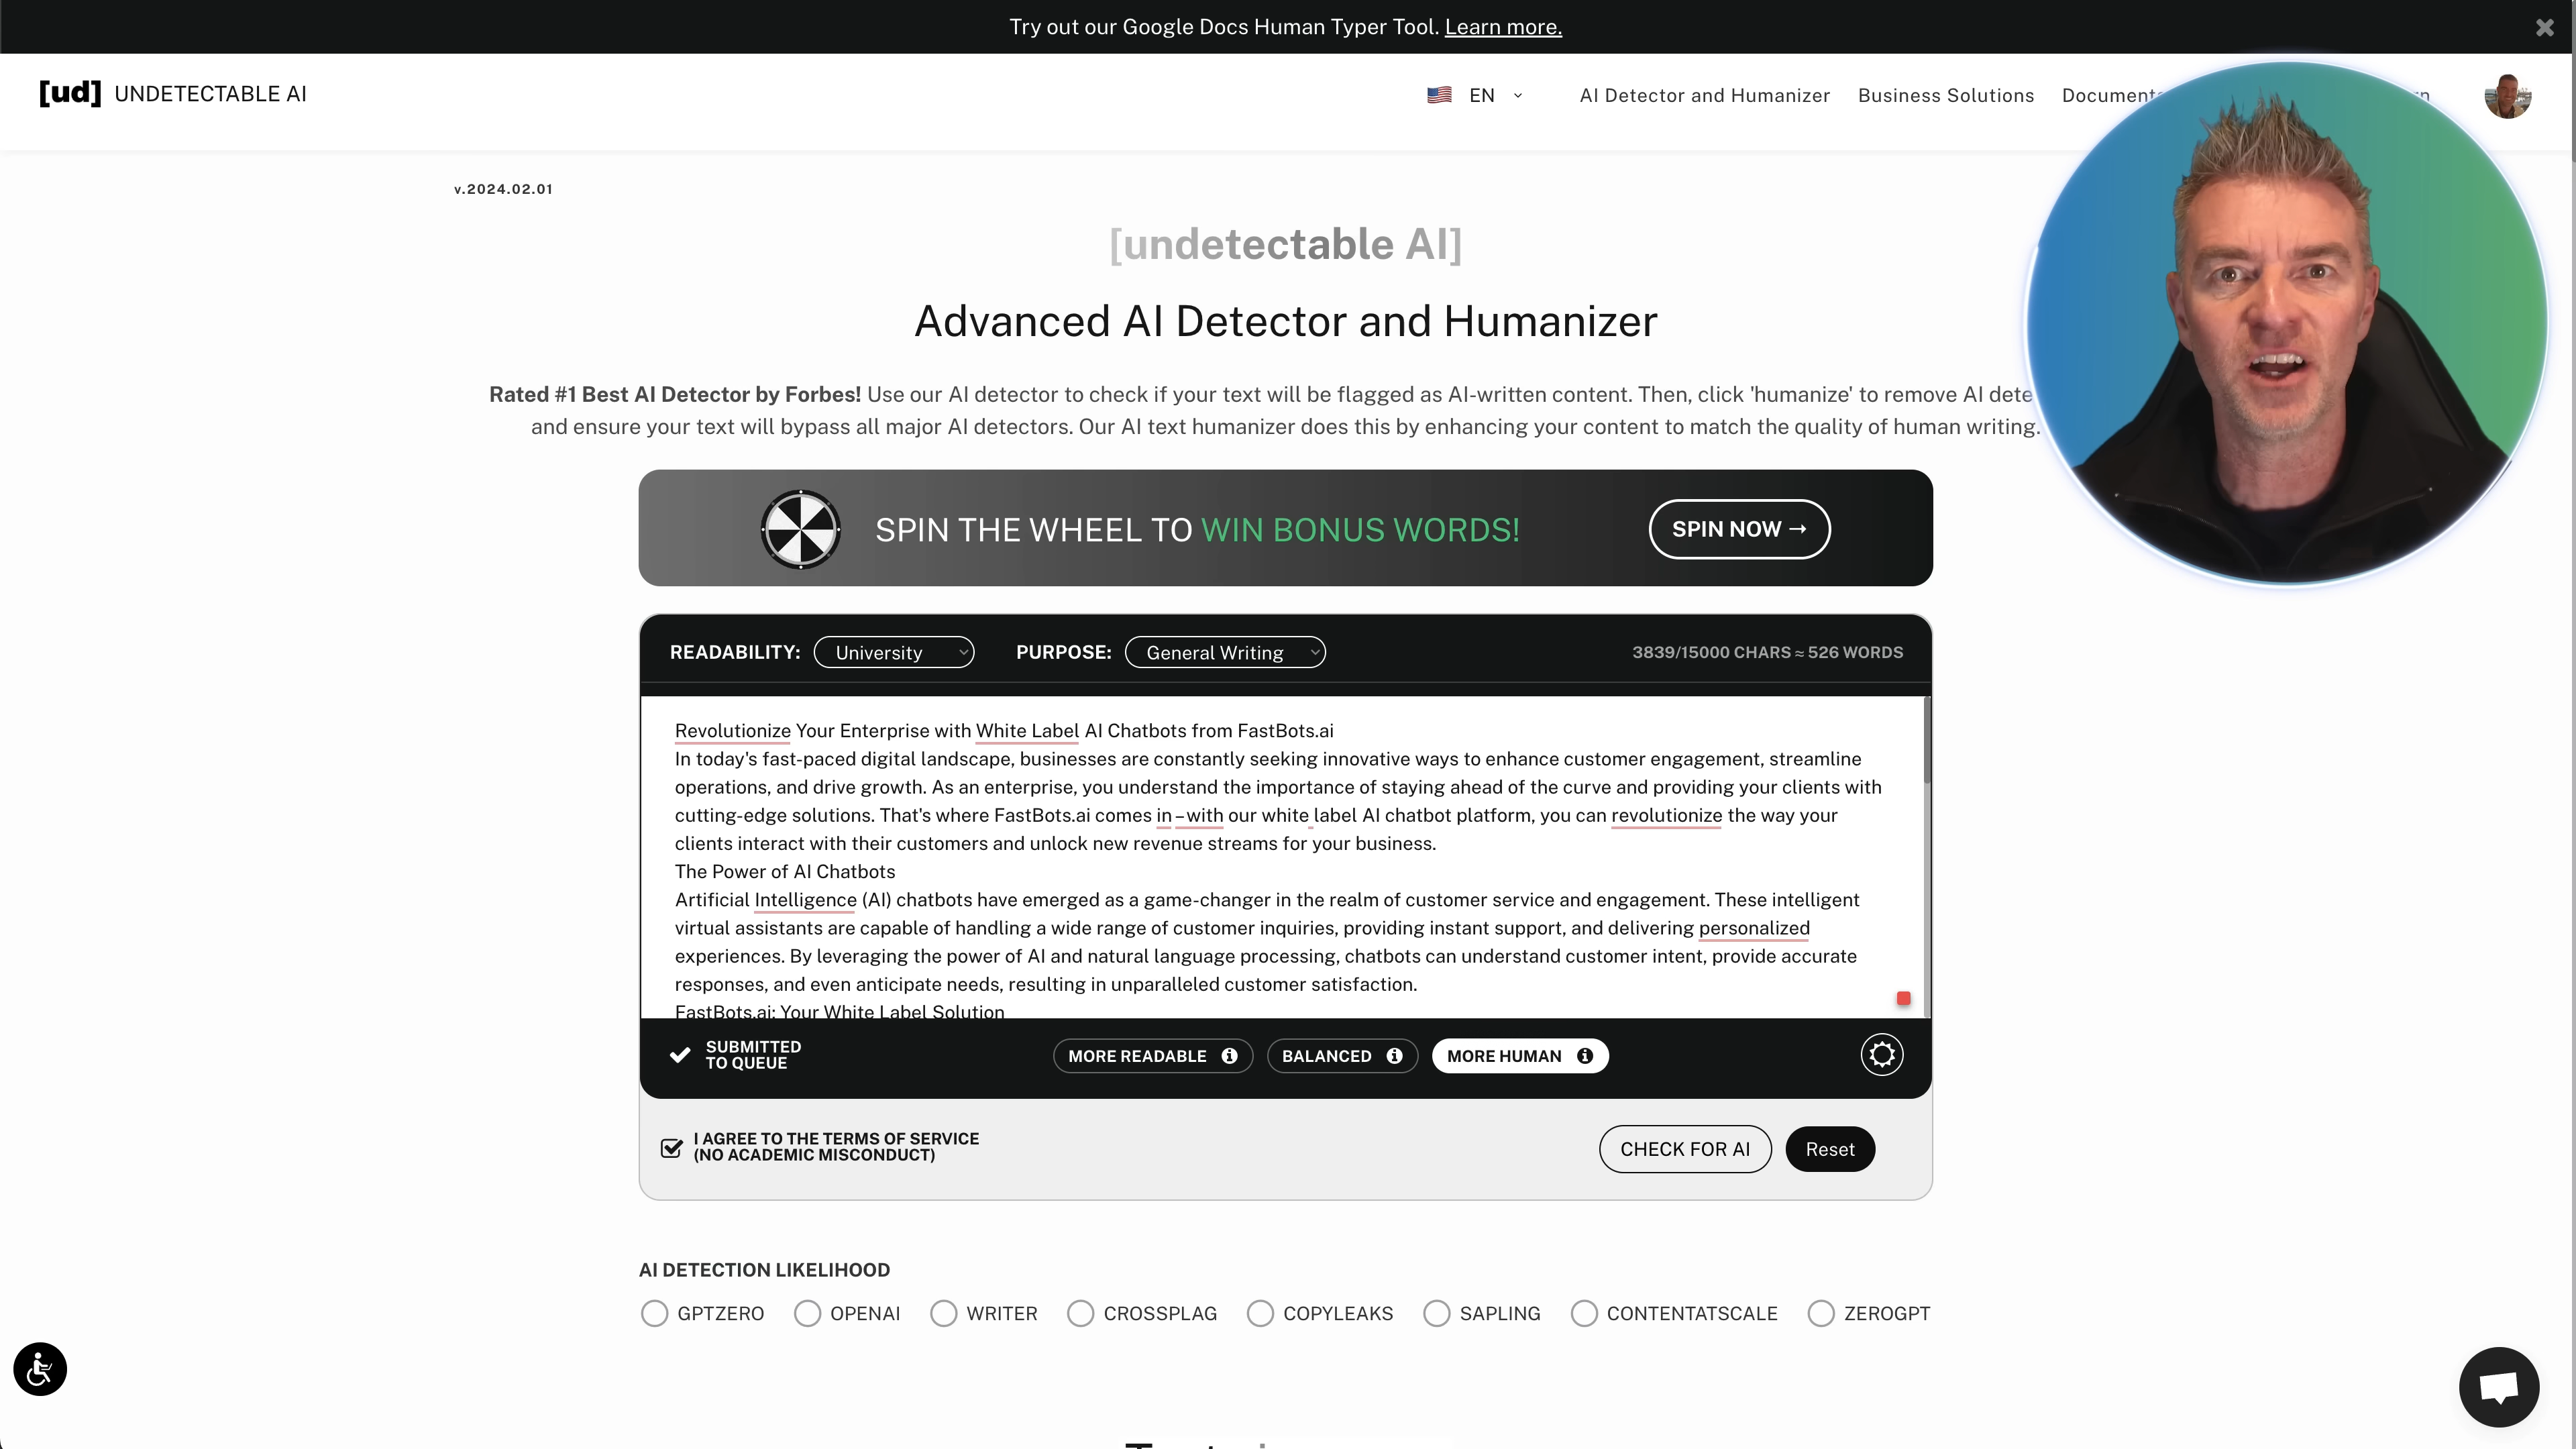 Try out our Google Docs Human Typer Tool. Learn more.
[ud] UNDETECTABLE AI
EN
AI Detector and Humanizer
Business Solutions
v.2024.02.01
[undetectable AI]
Advanced AI Detector and Humanizer
Rated #1 Best AI Detector by Forbes! Use our AI detector to check if your text will be flagged as AI-written content. Then, click 'humanize' to remove AI
and ensure your text will bypass all major AI detectors. Our AI text humanizer does this by enhancing your content to match the quality of human writing.
SPIN THE WHEEL TO WIN BONUS WORDS!
SPIN NOW →
READABILITY: University PURPOSE: General Writing 3839/15000 CHARS ≈ 526 WORDS
Revolutionize Your Enterprise with White Label AI Chatbots from FastBots.ai
In today's fast-paced digital landscape, businesses are constantly seeking innovative ways to enhance customer engagement, streamline
operations, and drive growth. As an enterprise, you understand the importance of staying ahead of the curve and providing your clients with
cutting-edge solutions. That's where FastBots.ai comes in – with our white label AI chatbot platform, you can revolutionize the way your
clients interact with their customers and unlock new revenue streams for your business.
The Power of AI Chatbots
Artificial Intelligence (AI) chatbots have emerged as a game-changer in the realm of customer service and engagement. These intelligent
virtual assistants are capable of handling a wide range of customer inquiries, providing instant support, and delivering personalized
experiences. By leveraging the power of AI and natural language processing, chatbots can understand customer intent, provide accurate
responses, and even anticipate needs, resulting in unparalleled customer satisfaction.
FastBots.ai: Your White Label Solution
SUBMITTED
TO QUEUE
MORE READABLE
BALANCED
MORE HUMAN
I AGREE TO THE TERMS OF SERVICE
(NO ACADEMIC MISCONDUCT)
CHECK FOR AI
Reset
AI DETECTION LIKELIHOOD
GPTZERO OPENAI WRITER CROSSPLAG COPYLEAKS SAPLING CONTENTATSCALE ZEROGPT